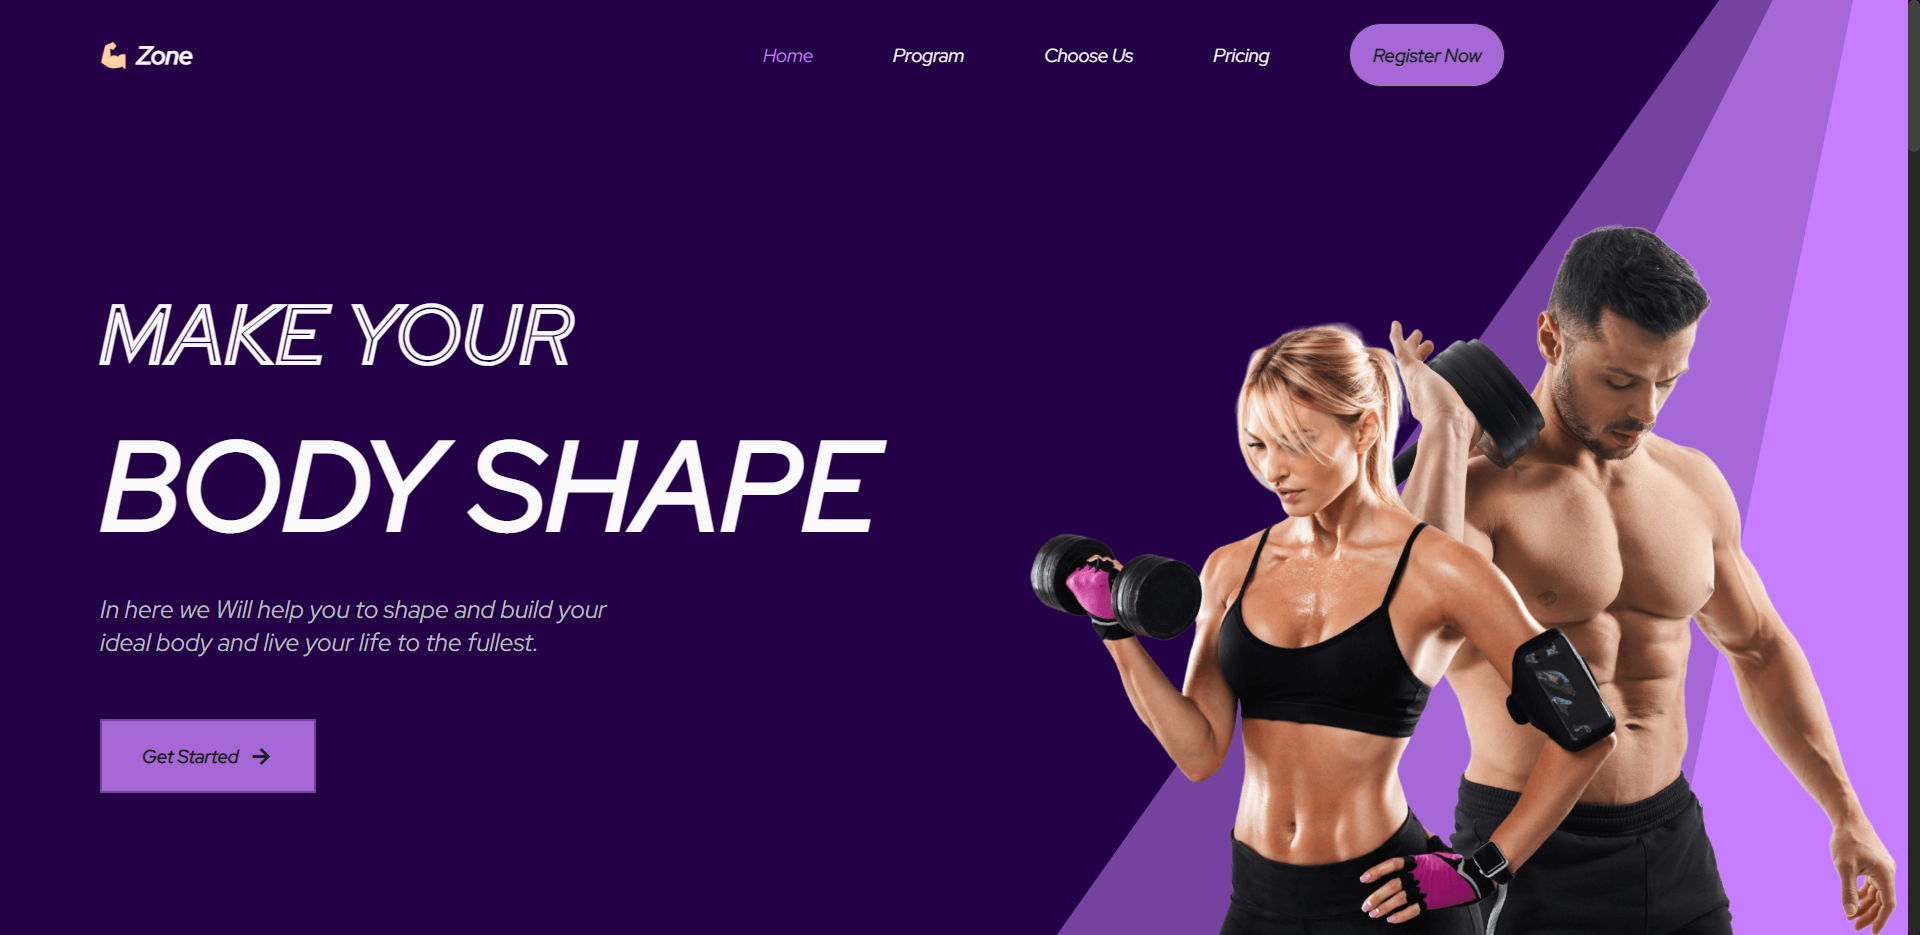 Zone
Home
Program
Choose Us
Pricing
Register Now
MAKE YOUR
BODY SHAPE
In here we Will help you to shape and build your
ideal body and live your life to the fullest.
Get Started